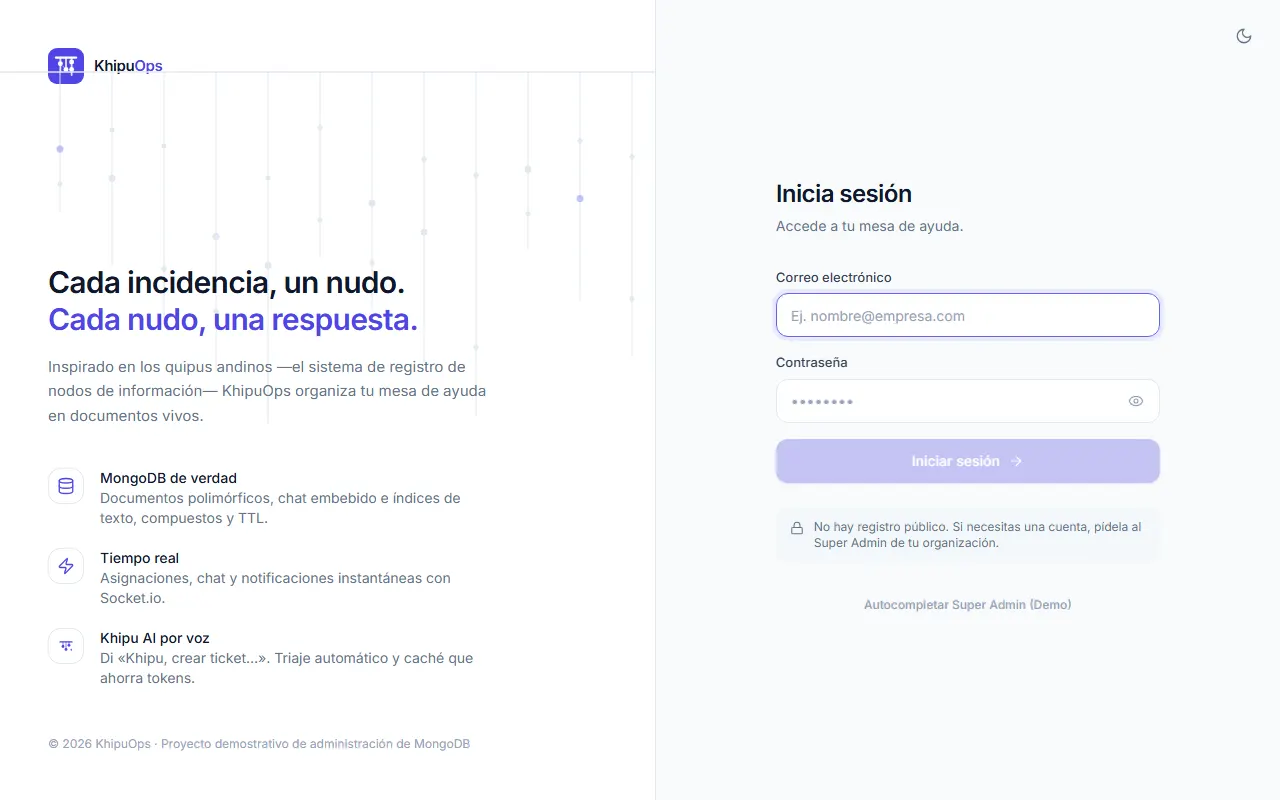 KhipuOps
Cada incidencia, un nudo.
Cada nudo, una respuesta.
Inspirado en los quipus andinos —el sistema de registro de
nodos de información— KhipuOps organiza tu mesa de ayuda
en documentos vivos.
MongoDB de verdad
Documentos polimórficos, chat embebido e índices de
texto, compuestos y TTL.
Tiempo real
Asignaciones, chat y notificaciones instantáneas con
Socket.io.
Khipu AI por voz
Di «Khipu, crear ticket…». Triaje automático y caché que
ahorra tokens.
© 2026 KhipuOps · Proyecto demostrativo de administración de MongoDB
Inicia sesión
Accede a tu mesa de ayuda.
Correo electrónico
Ej. nombre@empresa.com
Contraseña
••••••••
Iniciar sesión →
No hay registro público. Si necesitas una cuenta, pídela al
Super Admin de tu organización.
Autocompletar Super Admin (Demo)